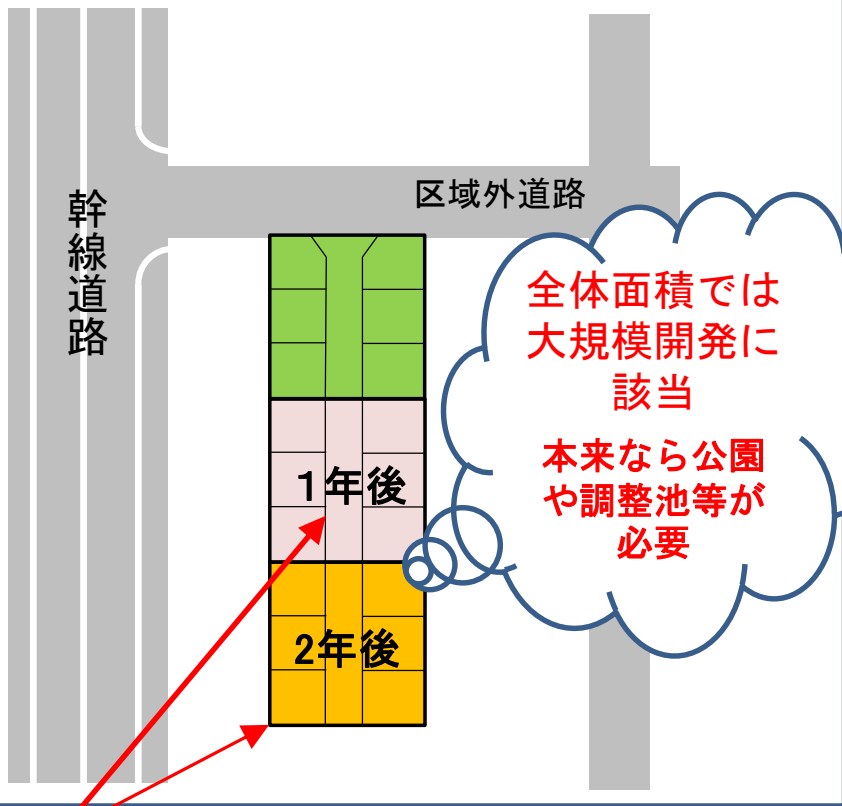 幹線道路
区域外道路
全体面積では
大規模開発に
該当
本来なら公園
や調整池等が
必要
1年後
2年後